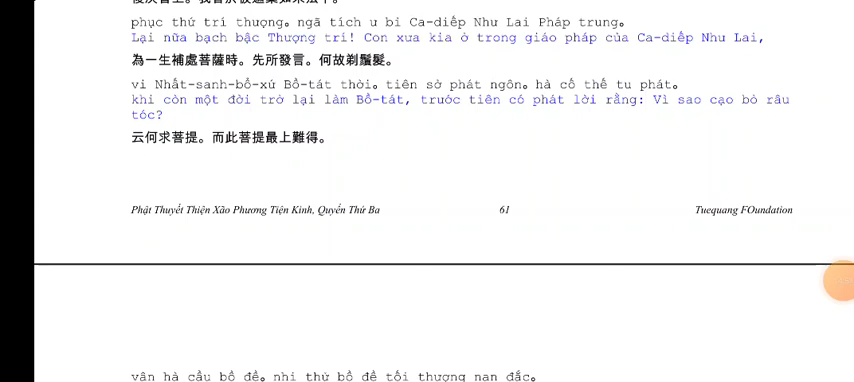 phục thứ trí thượng。ngã tích ư bỉ Ca-diếp Như Lai Pháp trung。
Lại nữa bạch bậc Thượng trí! Con xưa kia ở trong giáo pháp của Ca-diếp Như Lai,
為一生補處菩薩時。先所發言。何故剃鬚髮。
vi Nhất-sanh-bổ-xứ Bồ-tát thời。tiên sở phát ngôn。hà cố thế tu phát。
khi còn một đời trở lại làm Bồ-tát, trước tiên có phát lời rằng: Vì sao cạo bỏ râu
tóc?
云何求菩提。而此菩提最上難得。
Phật Thuyết Thiện Xão Phương Tiện Kinh, Quyển Thứ Ba 61 Tuequang FOundation
vân hà cầu bồ đề。nhi thử bồ đề tối thượng nan đắc。